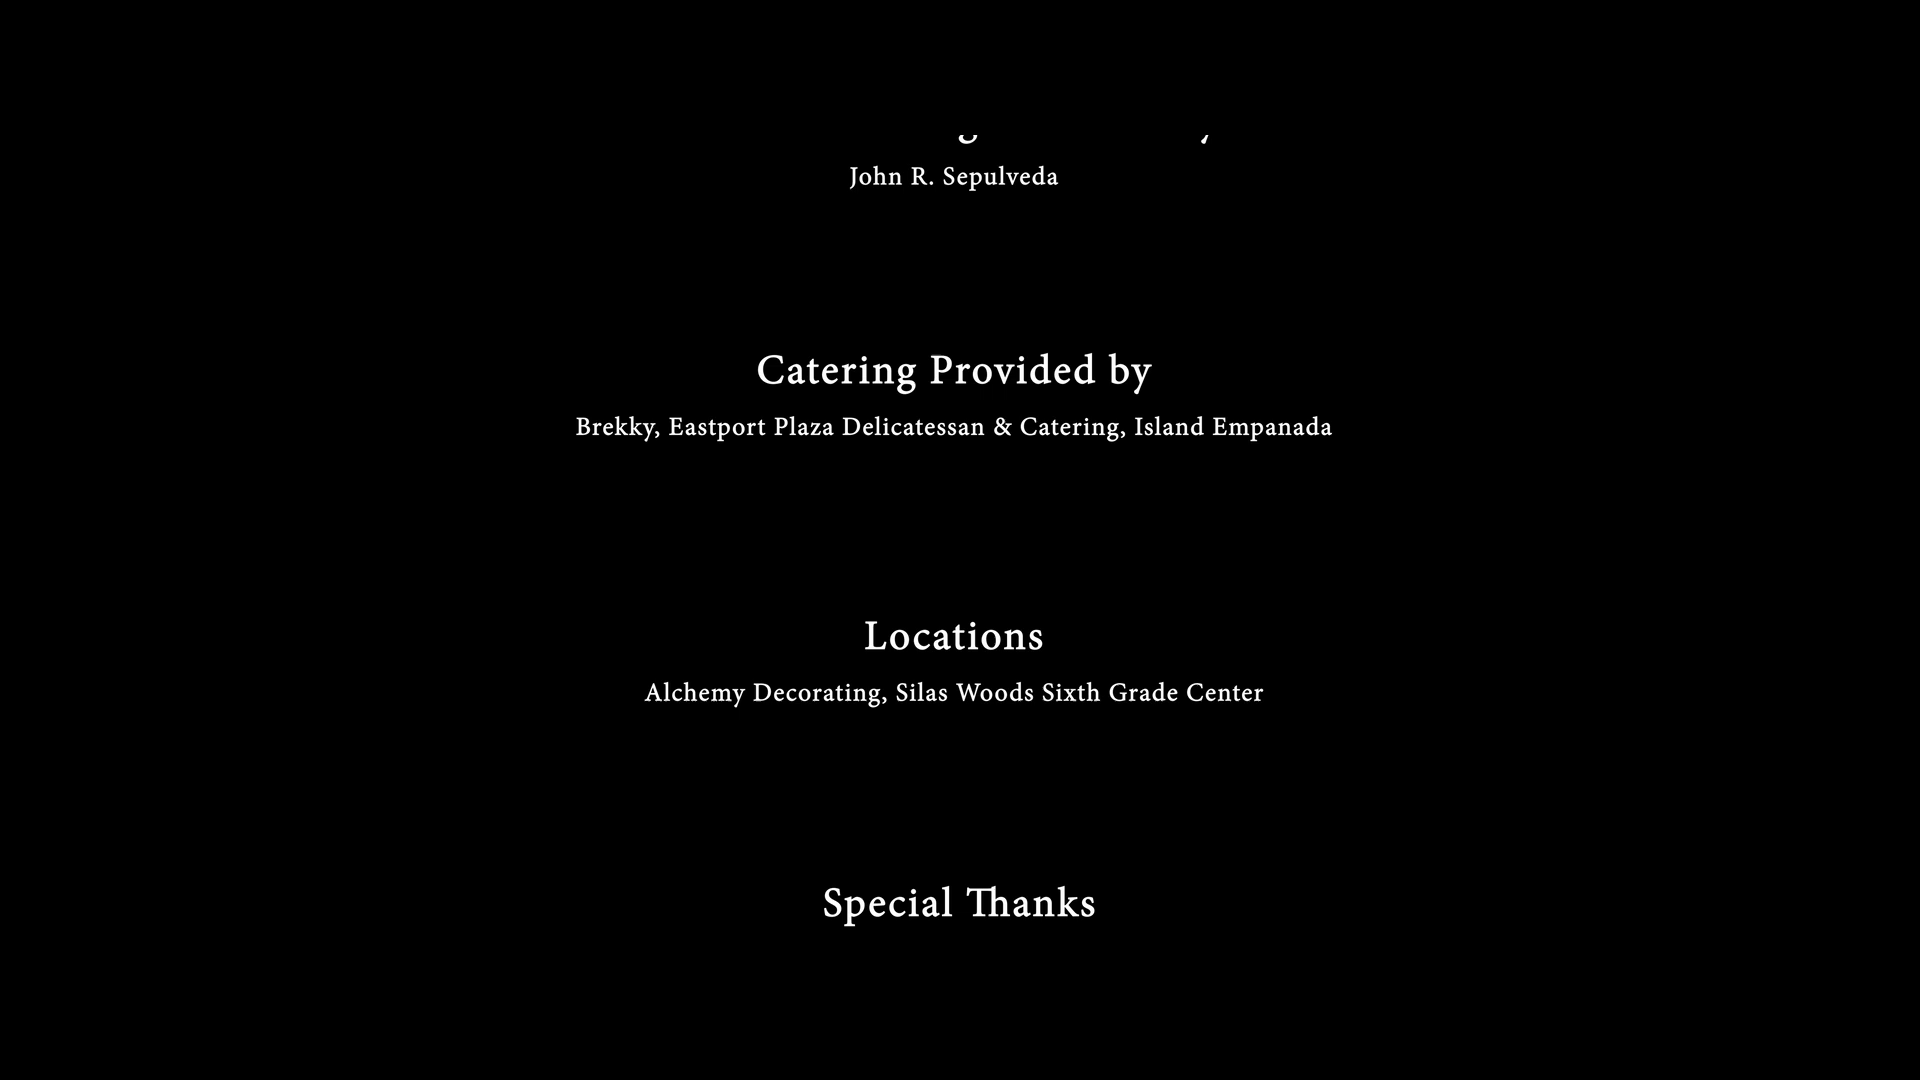 John R. Sepulveda
Catering Provided by
Brekky, Eastport Plaza Delicatessan & Catering, Island Empanada
Locations
Alchemy Decorating, Silas Woods Sixth Grade Center
Special Thanks